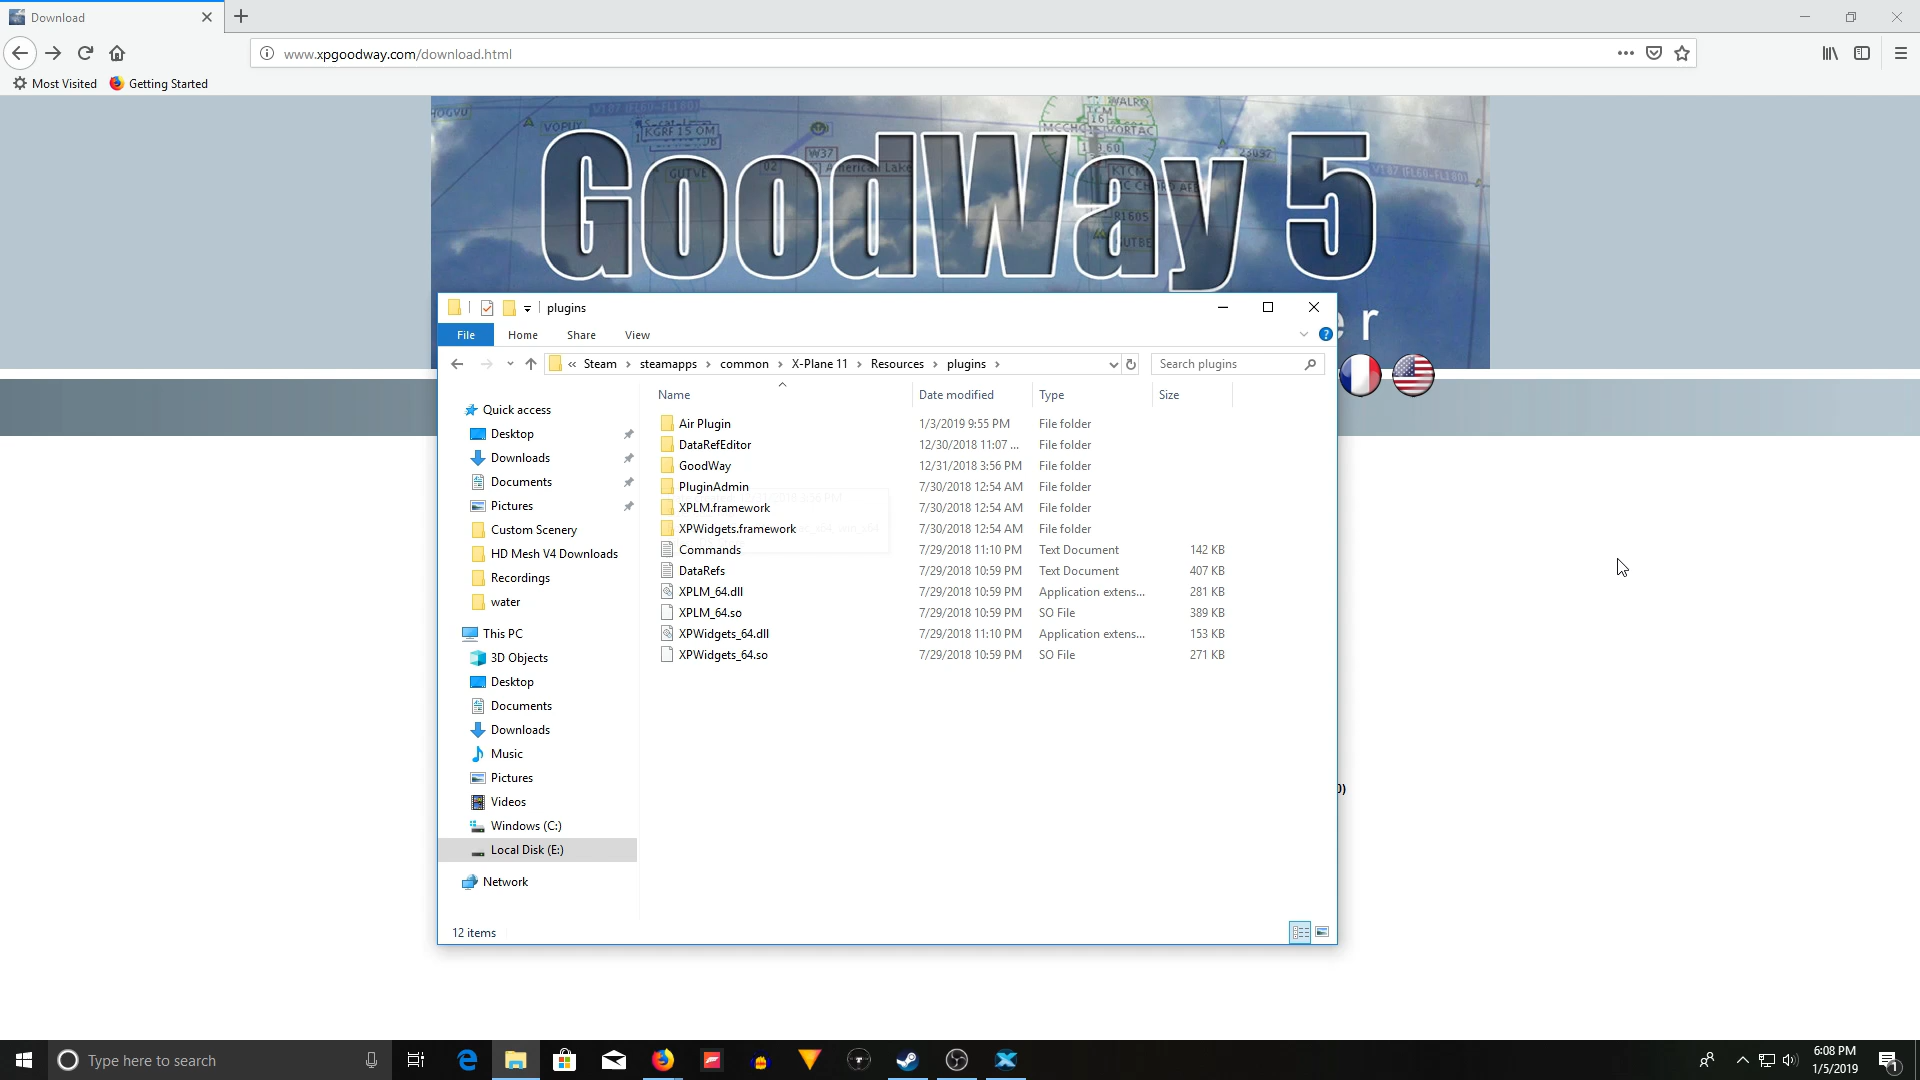 Download
www.xpgoodway.com/download.html
Most Visited
Getting Started
GoodWay 5
plugins
File
Home
Share
View
Steam
steamapps
common
X-Plane 11
Resources
plugins
Search plugins
Name
Date modified
Type
Size
Quick access
Desktop
Downloads
Documents
Pictures
Custom Scenery
HD Mesh V4 Downloads
Recordings
water
This PC
3D Objects
Desktop
Documents
Downloads
Music
Pictures
Videos
Windows (C:)
Local Disk (E:)
Network
Air Plugin 1/3/2019 9:55 PM File folder
DataRefEditor 12/30/2018 11:07 ... File folder
GoodWay 12/31/2018 3:56 PM File folder
PluginAdmin 7/30/2018 12:54 AM File folder
XPLM.framework 7/30/2018 12:54 AM File folder
XPWidgets.framework 7/30/2018 12:54 AM File folder
Commands 7/29/2018 11:10 PM Text Document 142 KB
DataRefs 7/29/2018 10:59 PM Text Document 407 KB
XPLM_64.dll 7/29/2018 10:59 PM Application extens... 281 KB
XPLM_64.so 7/29/2018 10:59 PM SO File 389 KB
XPWidgets_64.dll 7/29/2018 11:10 PM Application extens... 153 KB
XPWidgets_64.so 7/29/2018 10:59 PM SO File 271 KB
12 items
Type here to search
6:08 PM
1/5/2019
1